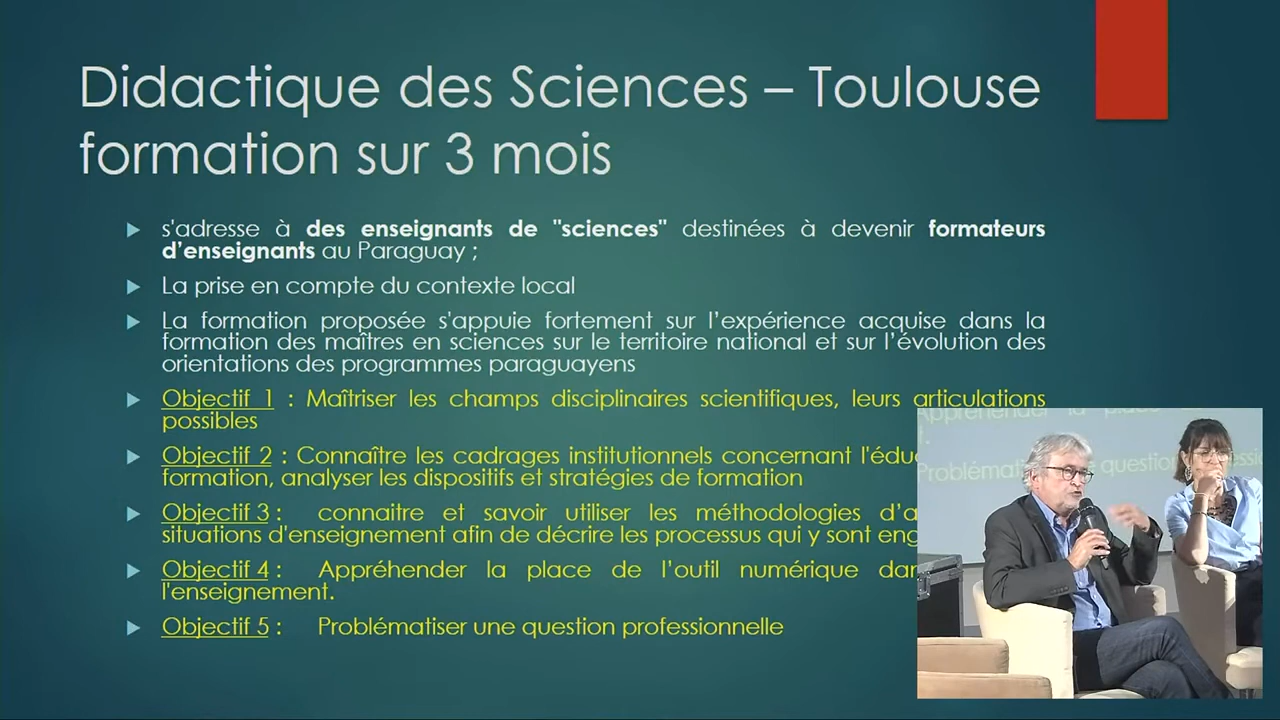 Didactique des Sciences – Toulouse
formation sur 3 mois
s'adresse à des enseignants de "sciences" destinées à devenir formateurs
d'enseignants au Paraguay ;
La prise en compte du contexte local
La formation proposée s'appuie fortement sur l'expérience acquise dans la
formation des maîtres en sciences sur le territoire national et sur l'évolution des
orientations des programmes paraguayens
Objectif 1 : Maîtriser les champs disciplinaires scientifiques, leurs articulations
possibles
Objectif 2 : Connaître les cadrages institutionnels concernant
formation, analyser les dispositifs et stratégies de formation
Objectif 3 : connaitre et savoir utiliser les méthodologies
situations d'enseignement afin de décrire les processus qui y sont
Objectif 4 : Appréhender la place de l'outil numérique
l'enseignement.
Objectif 5 : Problématiser une question professionnelle
Appréhender la
question